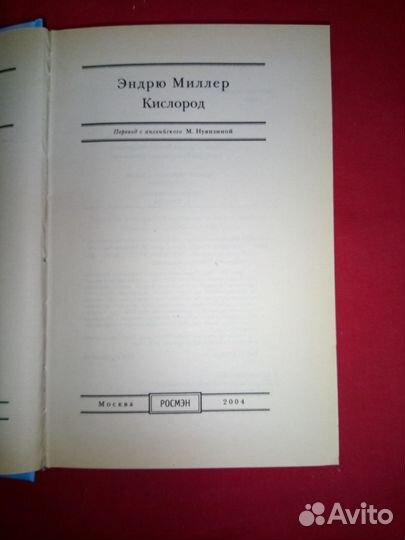 Эндрю Миллер
Кислород
Перевод с английского М. Нуянзиной
Москва РОСМЭН 2004
Avito